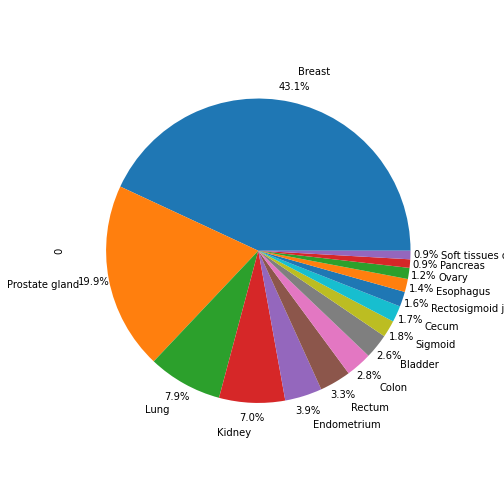 Breast
43.1%
Prostate gland
19.9%
Lung
7.9%
Kidney
7.0%
Endometrium
3.9%
Rectum
3.3%
Colon
2.8%
Bladder
2.6%
Sigmoid
1.8%
Cecum
1.7%
Rectosigmoid j
1.6%
Esophagus
1.4%
Ovary
1.2%
Pancreas
0.9%
Soft tissues
0.9%
0